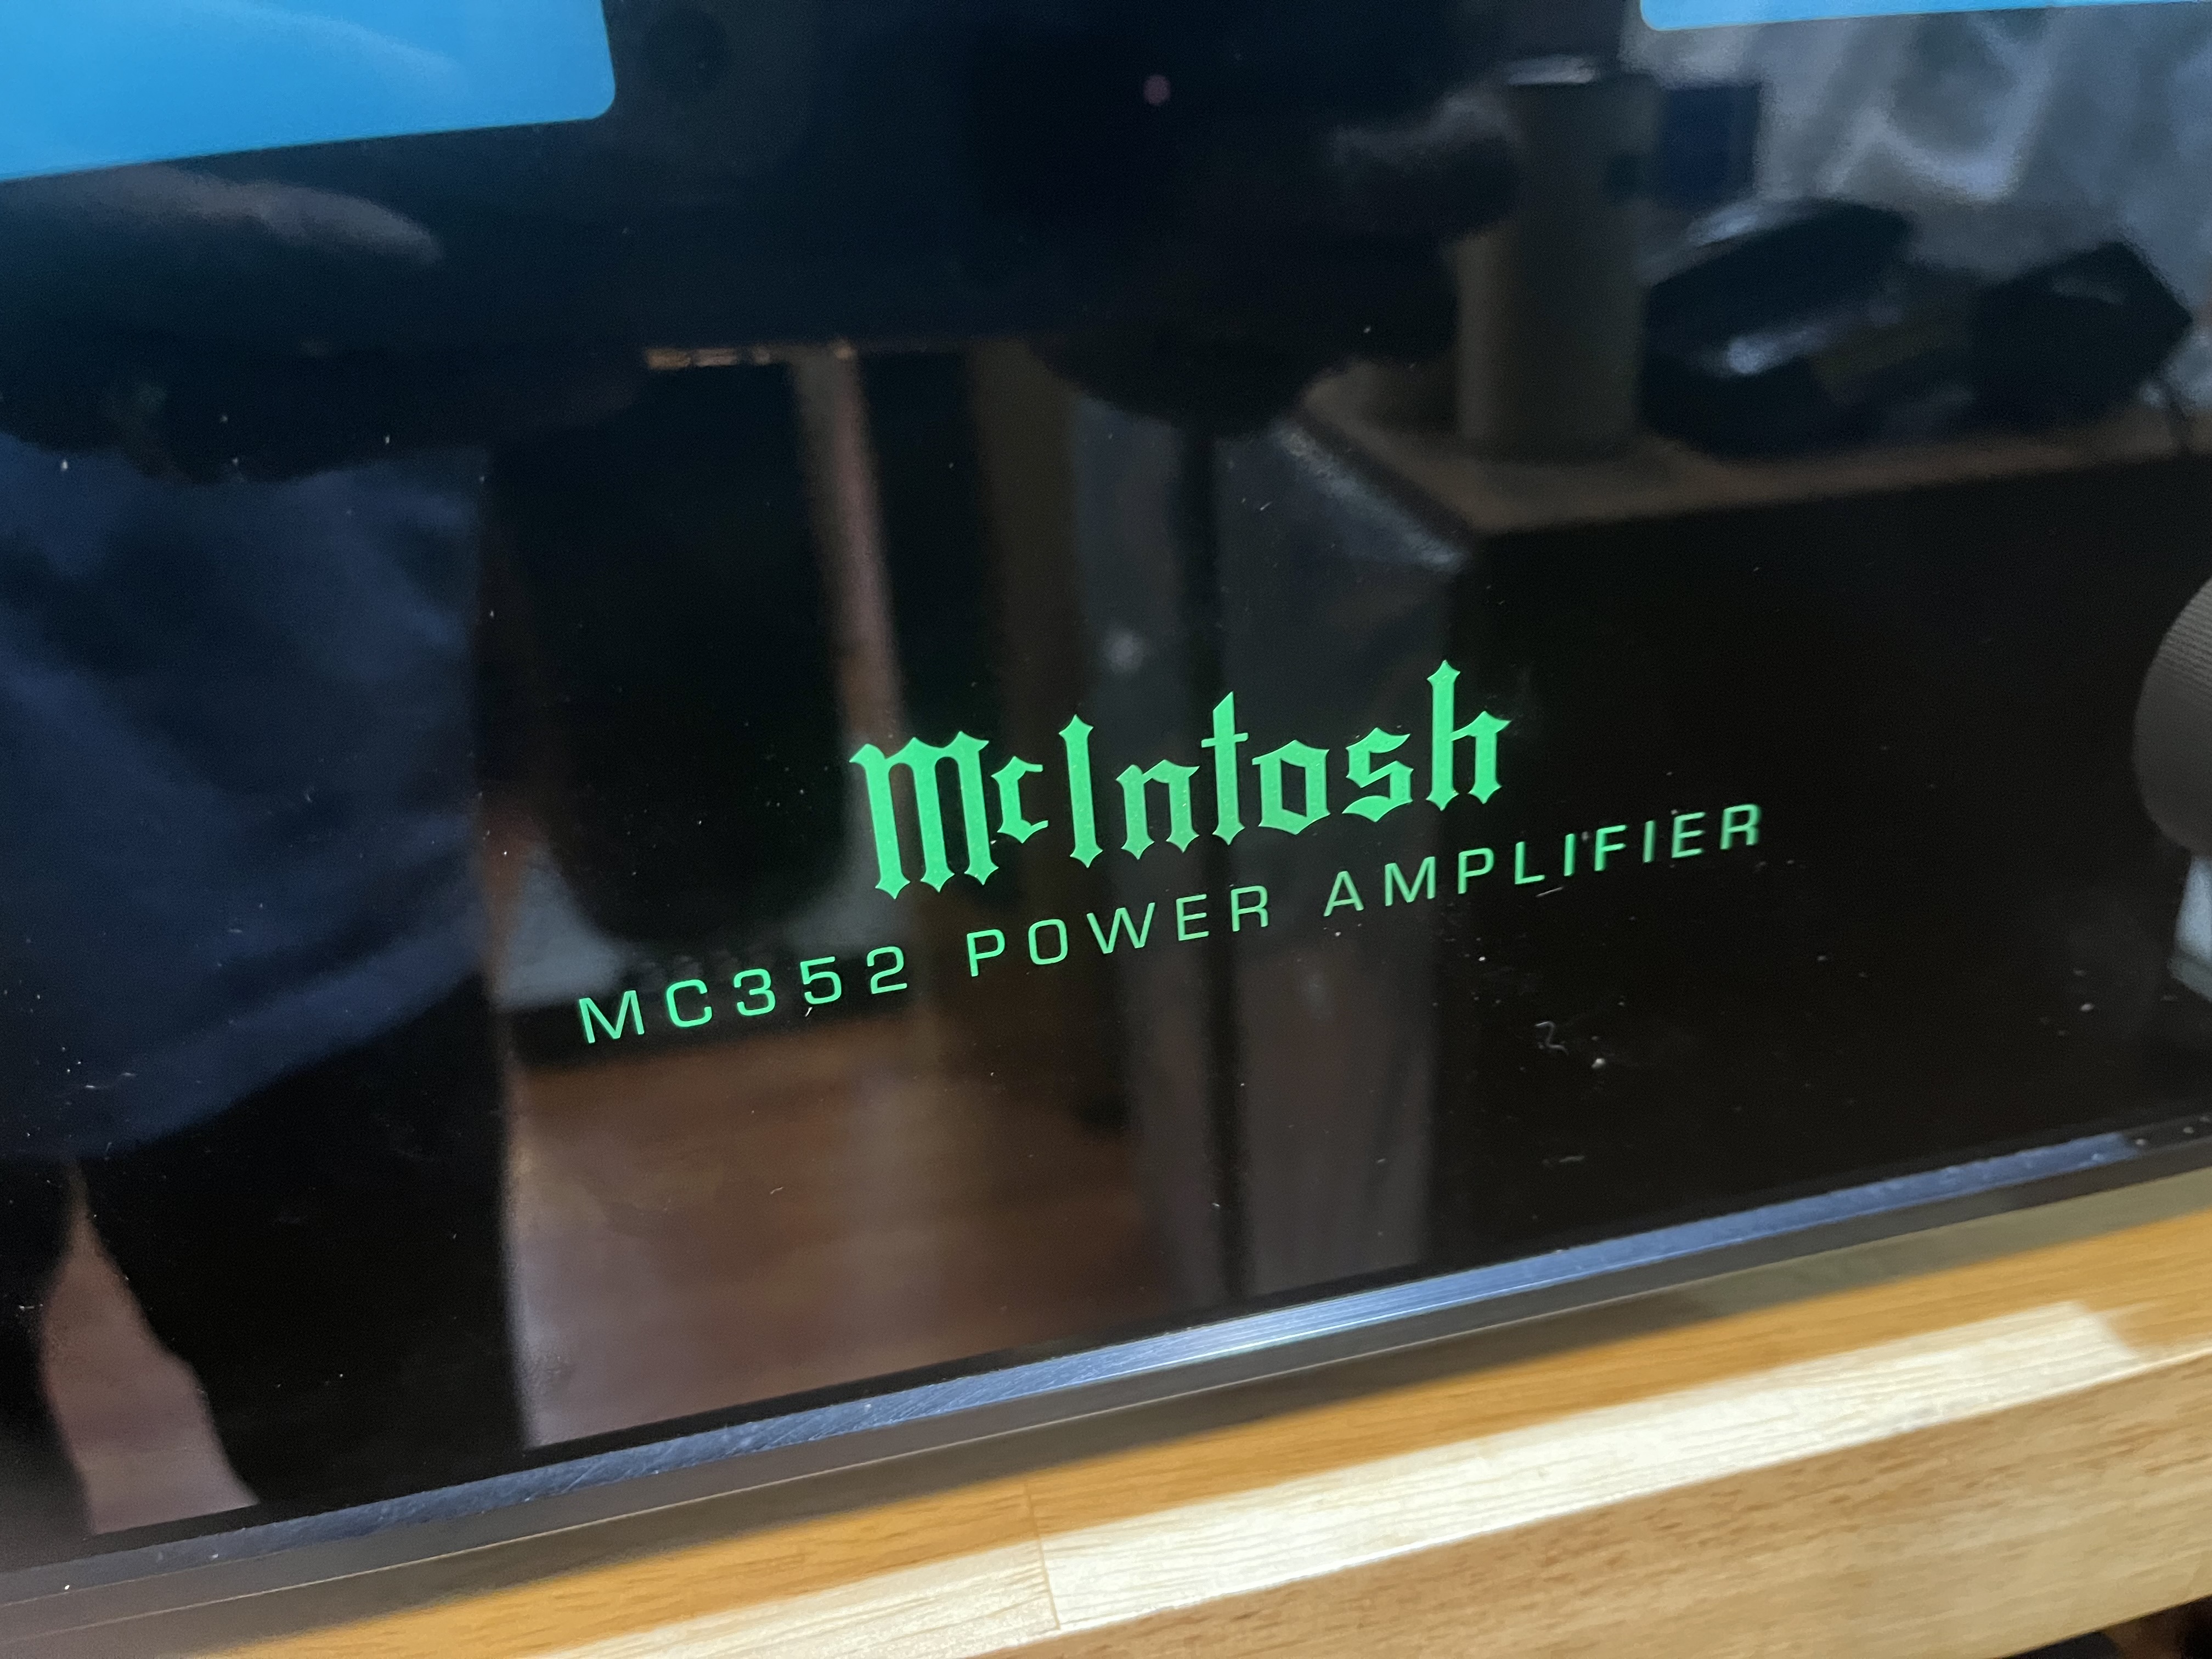 McIntosh
MC352 POWER AMPLIFIER